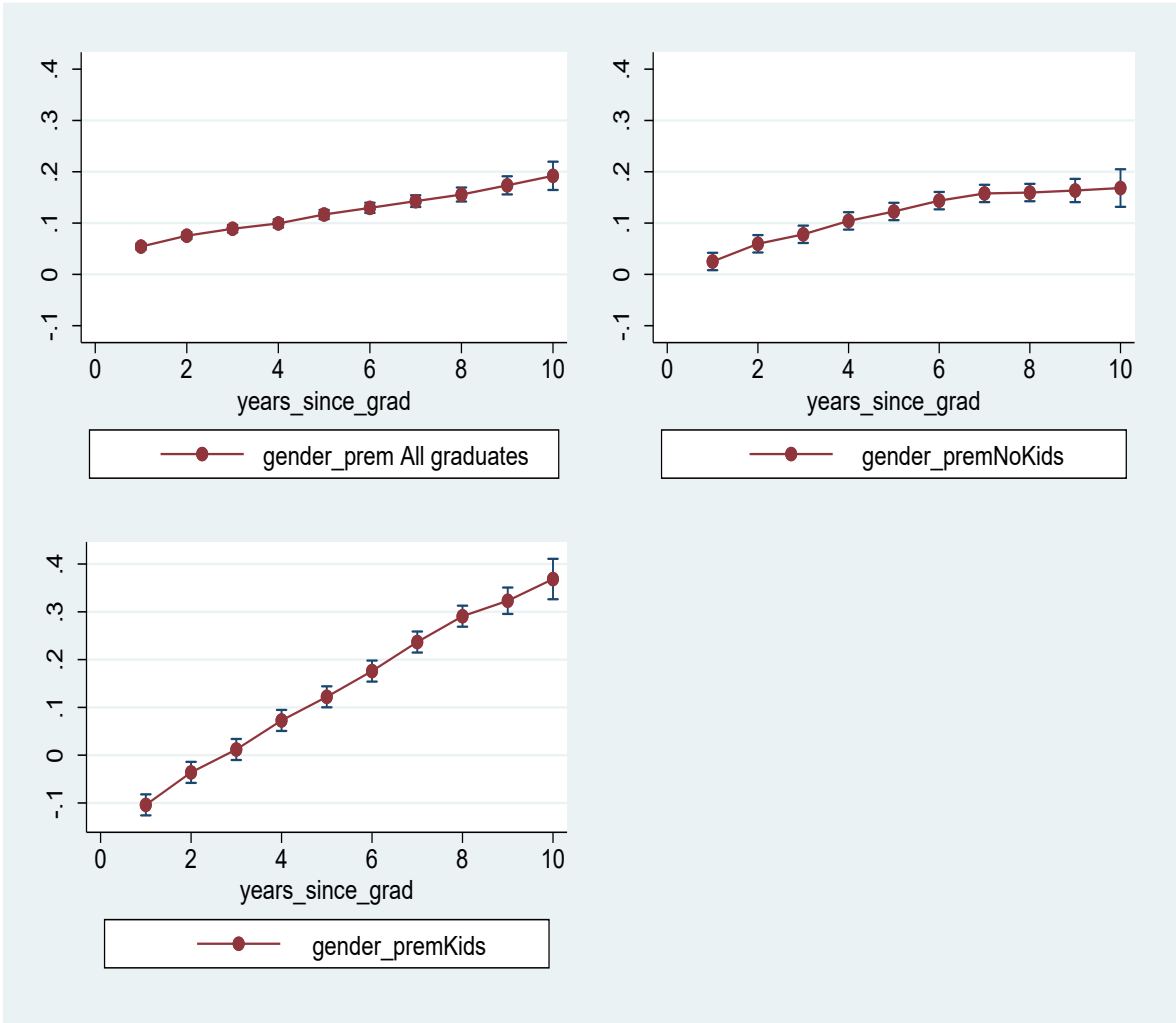 .4
.3
.2
.1
0
-.1
0 2 4 6 8 10
years_since_grad
gender_prem All graduates
.4
.3
.2
.1
0
-.1
0 2 4 6 8 10
years_since_grad
gender_premNoKids
.4
.3
.2
.1
0
-.1
0 2 4 6 8 10
years_since_grad
gender_premKids